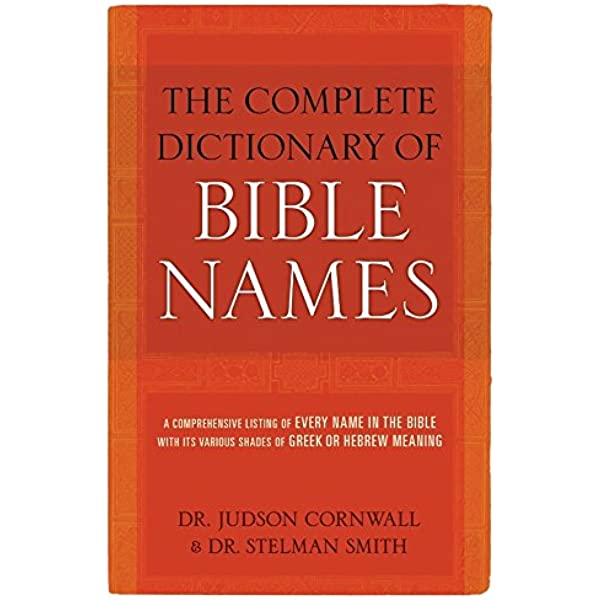 THE COMPLETE
DICTIONARY OF
BIBLE
NAMES
A COMPREHENSIVE LISTING OF EVERY NAME IN THE BIBLE
WITH ITS VARIOUS SHADES OF GREEK OR HEBREW MEANING
DR. JUDSON CORNWALL
& DR. STELMAN SMITH